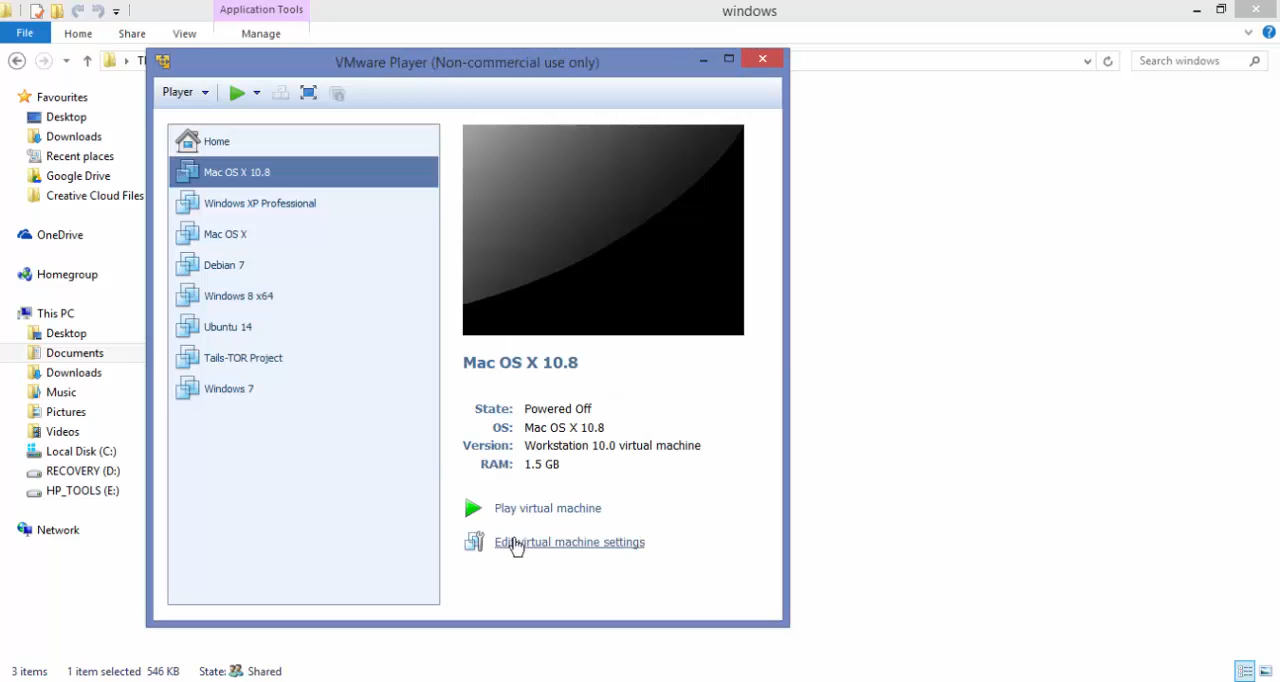 Application Tools
windows
File
Home
Share
View
Manage
Search windows
Favourites
Desktop
Downloads
Recent places
Google Drive
Creative Cloud Files
OneDrive
Homegroup
This PC
Desktop
Documents
Downloads
Music
Pictures
Videos
Local Disk (C:)
RECOVERY (D:)
HP_TOOLS (E:)
Network
VMware Player (Non-commercial use only)
Player
Home
Mac OS X 10.8
Windows XP Professional
Mac OS X
Debian 7
Windows 8 x64
Ubuntu 14
Tails-TOR Project
Windows 7
Mac OS X 10.8
State: Powered Off
OS: Mac OS X 10.8
Version: Workstation 10.0 virtual machine
RAM: 1.5 GB
Play virtual machine
Edit virtual machine settings
3 items 1 item selected 546 KB State: Shared